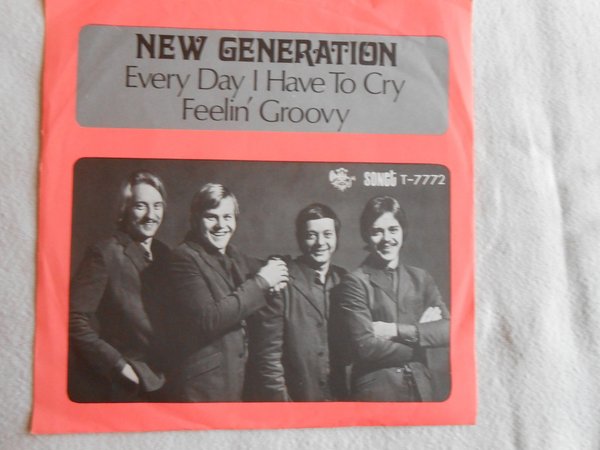 NEW GENERATION
Every Day I Have To Cry
Feelin' Groovy
SONET T-7772